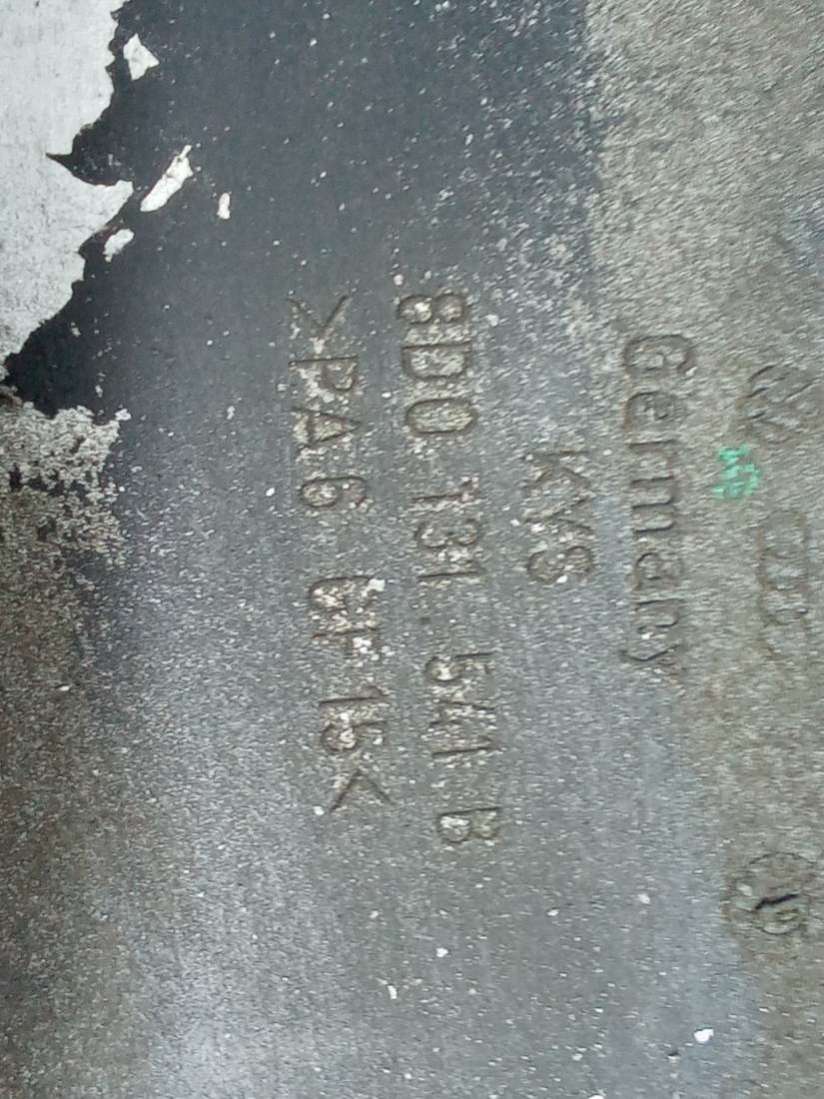 Germany
KVS
8D0 131 541 B
>PA6 GF15<